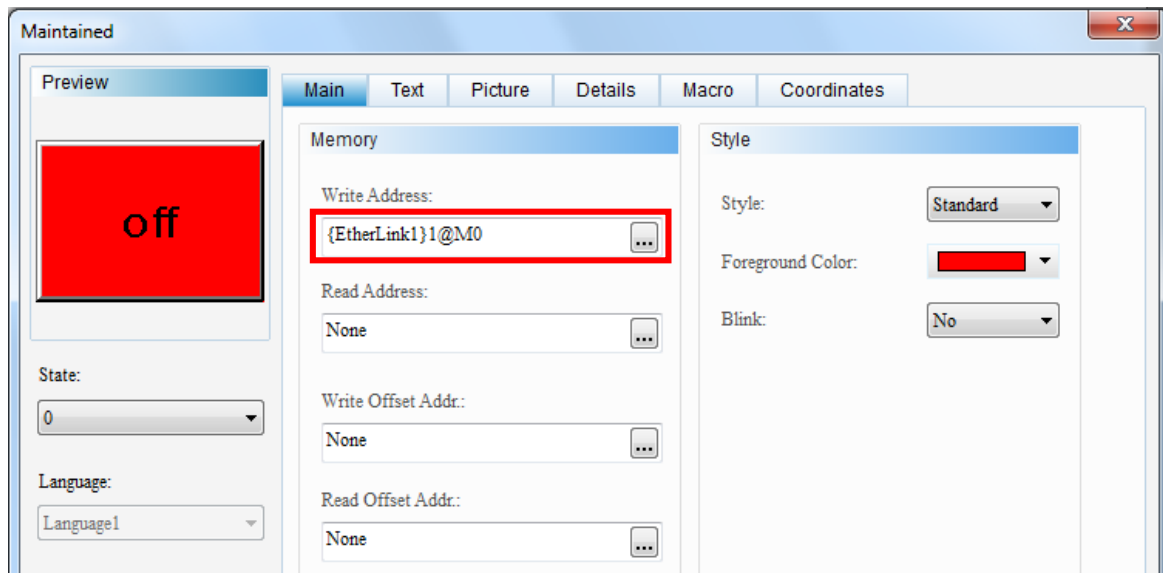 Maintained
X
Preview
off
State:
0
Language:
Language1
Main Text Picture Details Macro Coordinates
Memory
Write Address:
{EtherLink1}1@M0
...
Read Address:
None
...
Write Offset Addr.:
None
...
Read Offset Addr.:
None
...
Style
Style:
Standard
Foreground Color:
Blink:
No